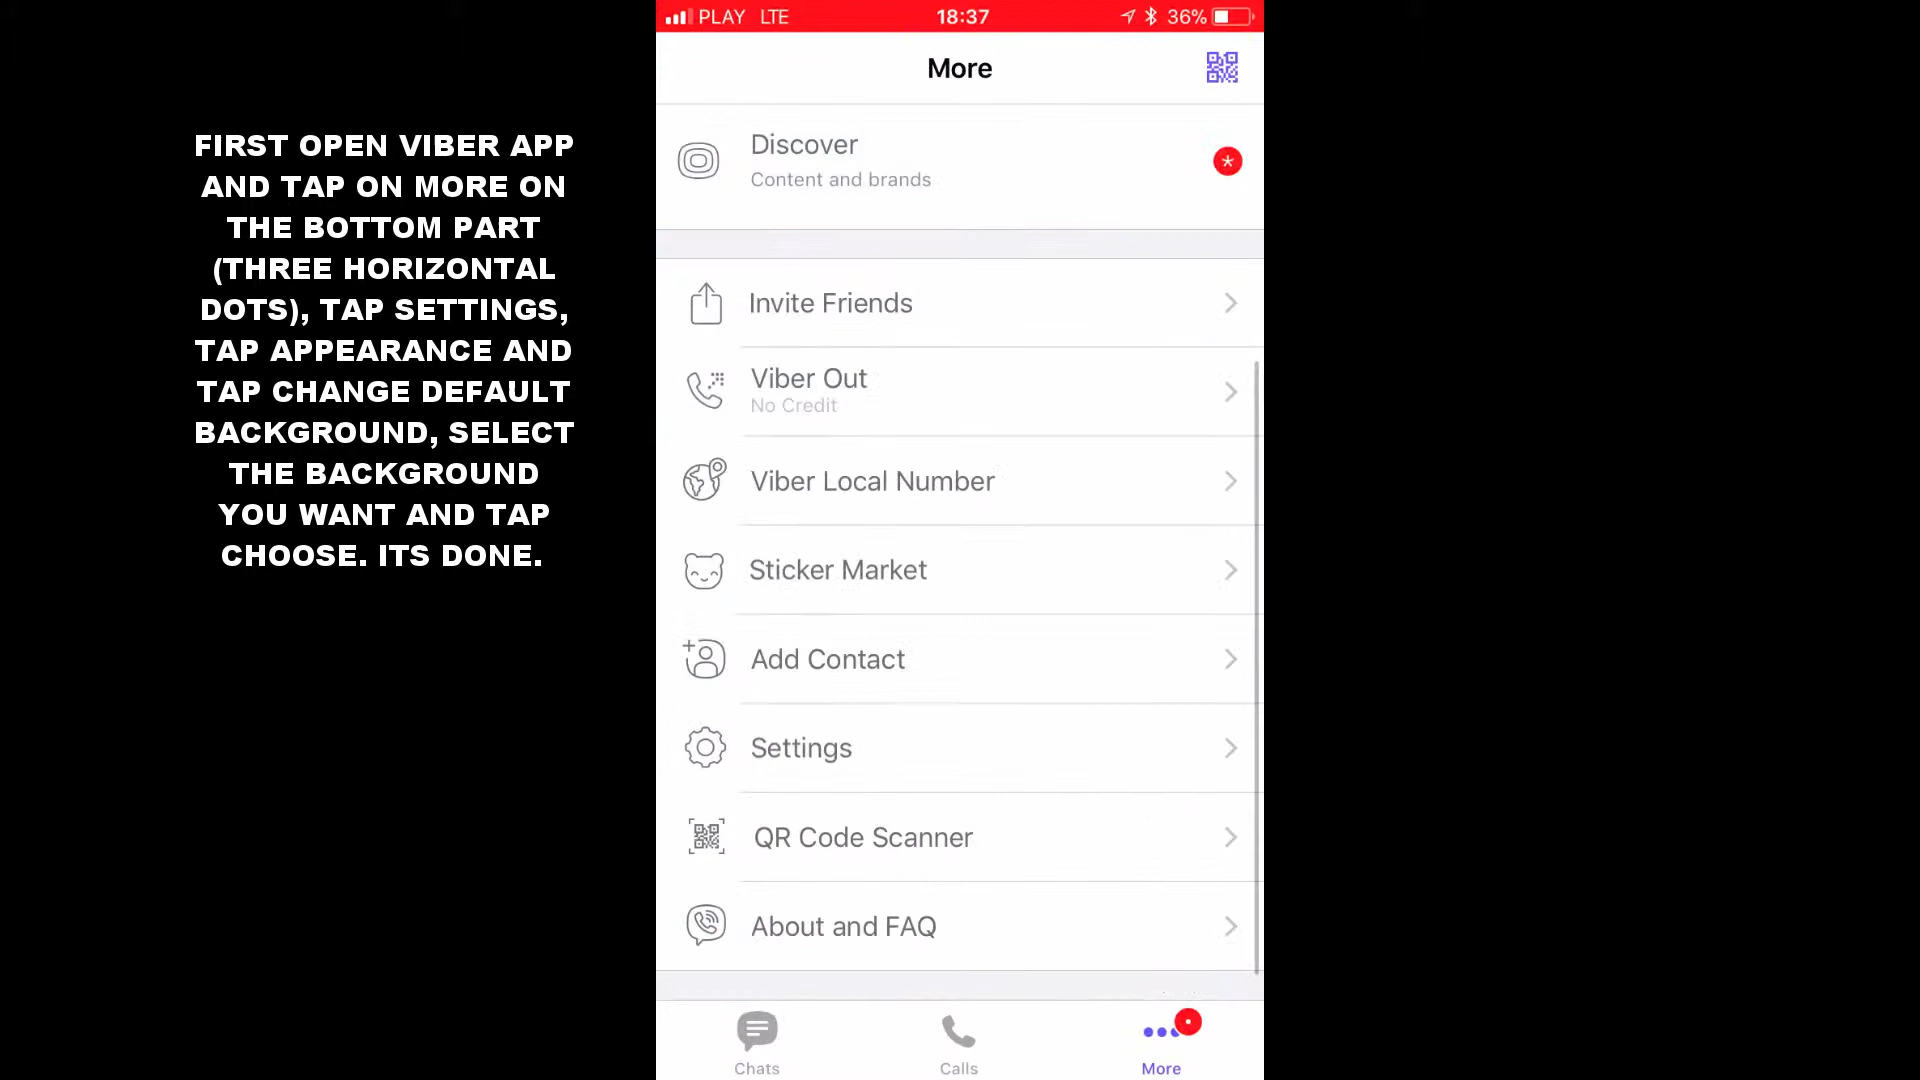 FIRST OPEN VIBER APP
AND TAP ON MORE ON
THE BOTTOM PART
(THREE HORIZONTAL
DOTS), TAP SETTINGS,
TAP APPEARANCE AND
TAP CHANGE DEFAULT
BACKGROUND, SELECT
THE BACKGROUND
YOU WANT AND TAP
CHOOSE. ITS DONE.
PLAY LTE 18:37 36%
More
Discover
Content and brands
Invite Friends
Viber Out
No Credit
Viber Local Number
Sticker Market
Add Contact
Settings
QR Code Scanner
About and FAQ
Chats Calls More